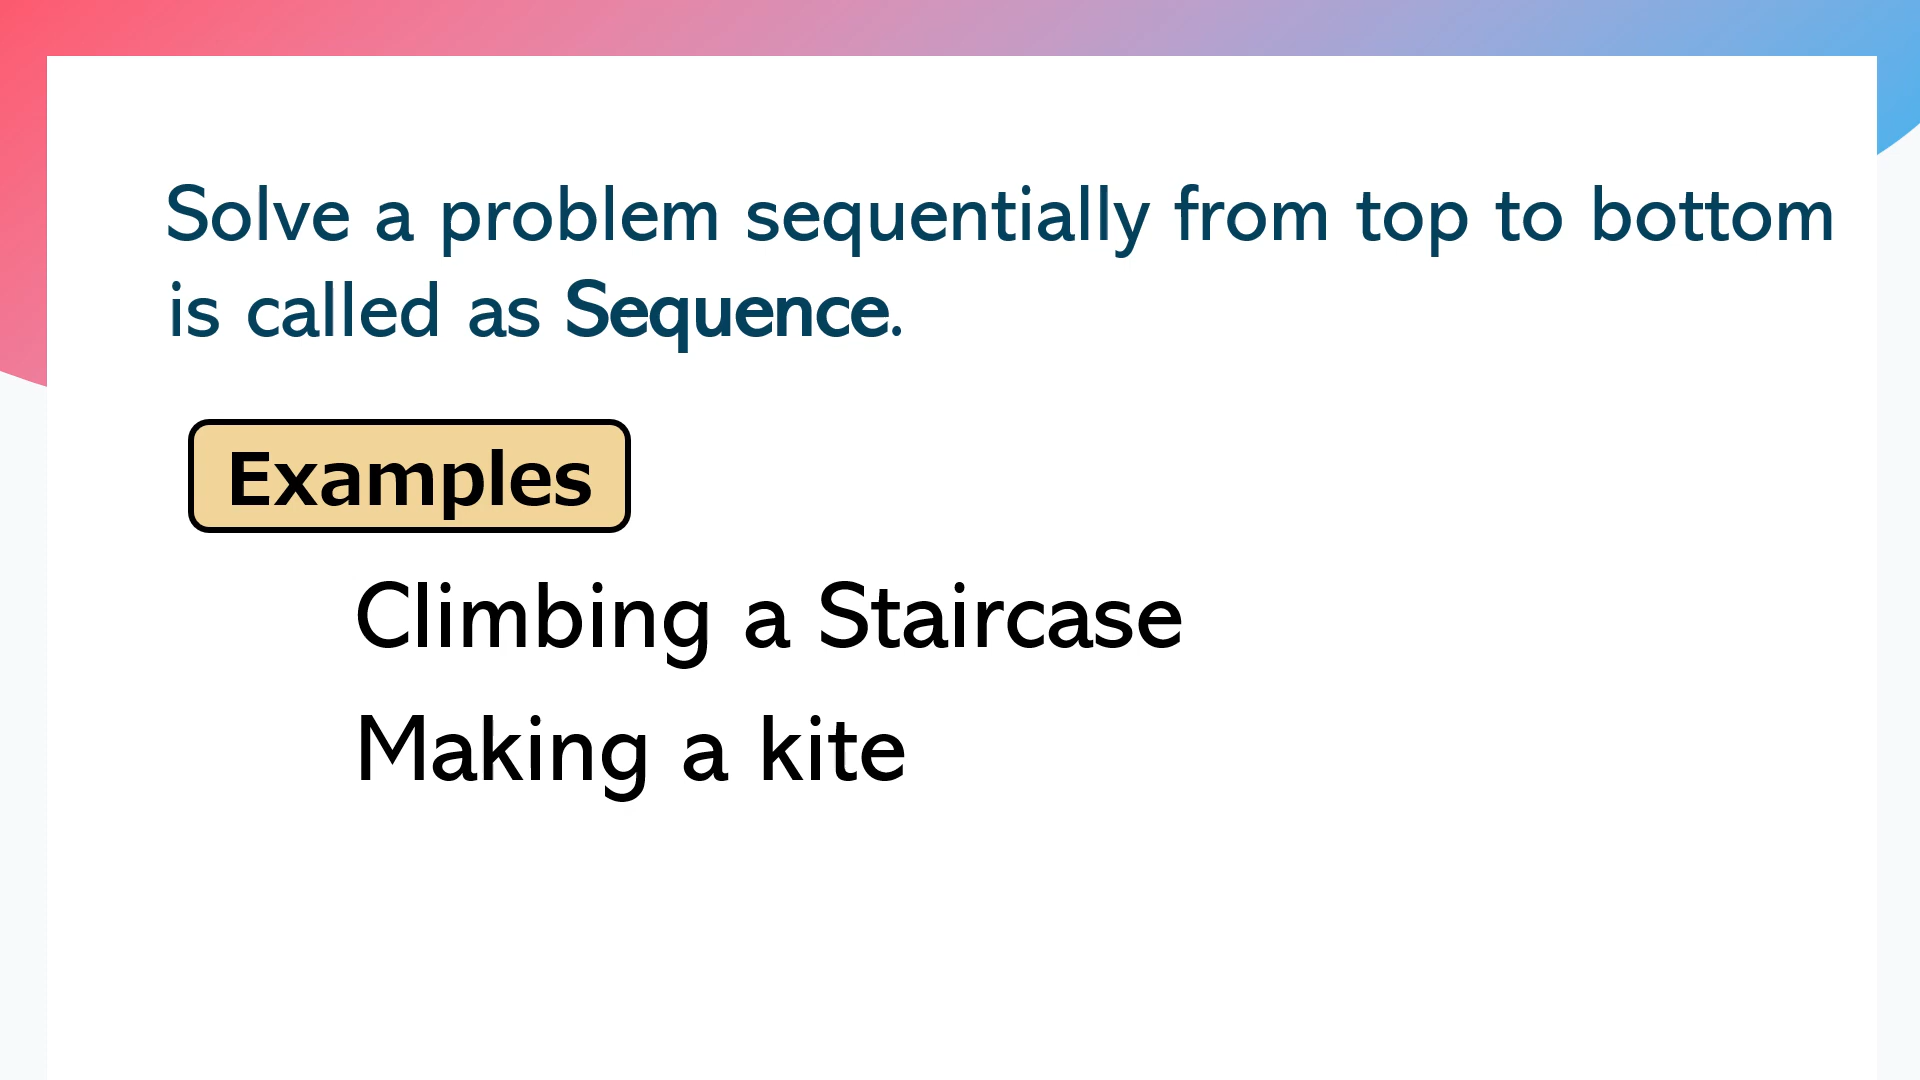 Solve a problem sequentially from top to bottom
is called as Sequence.
Examples
Climbing a Staircase
Making a kite